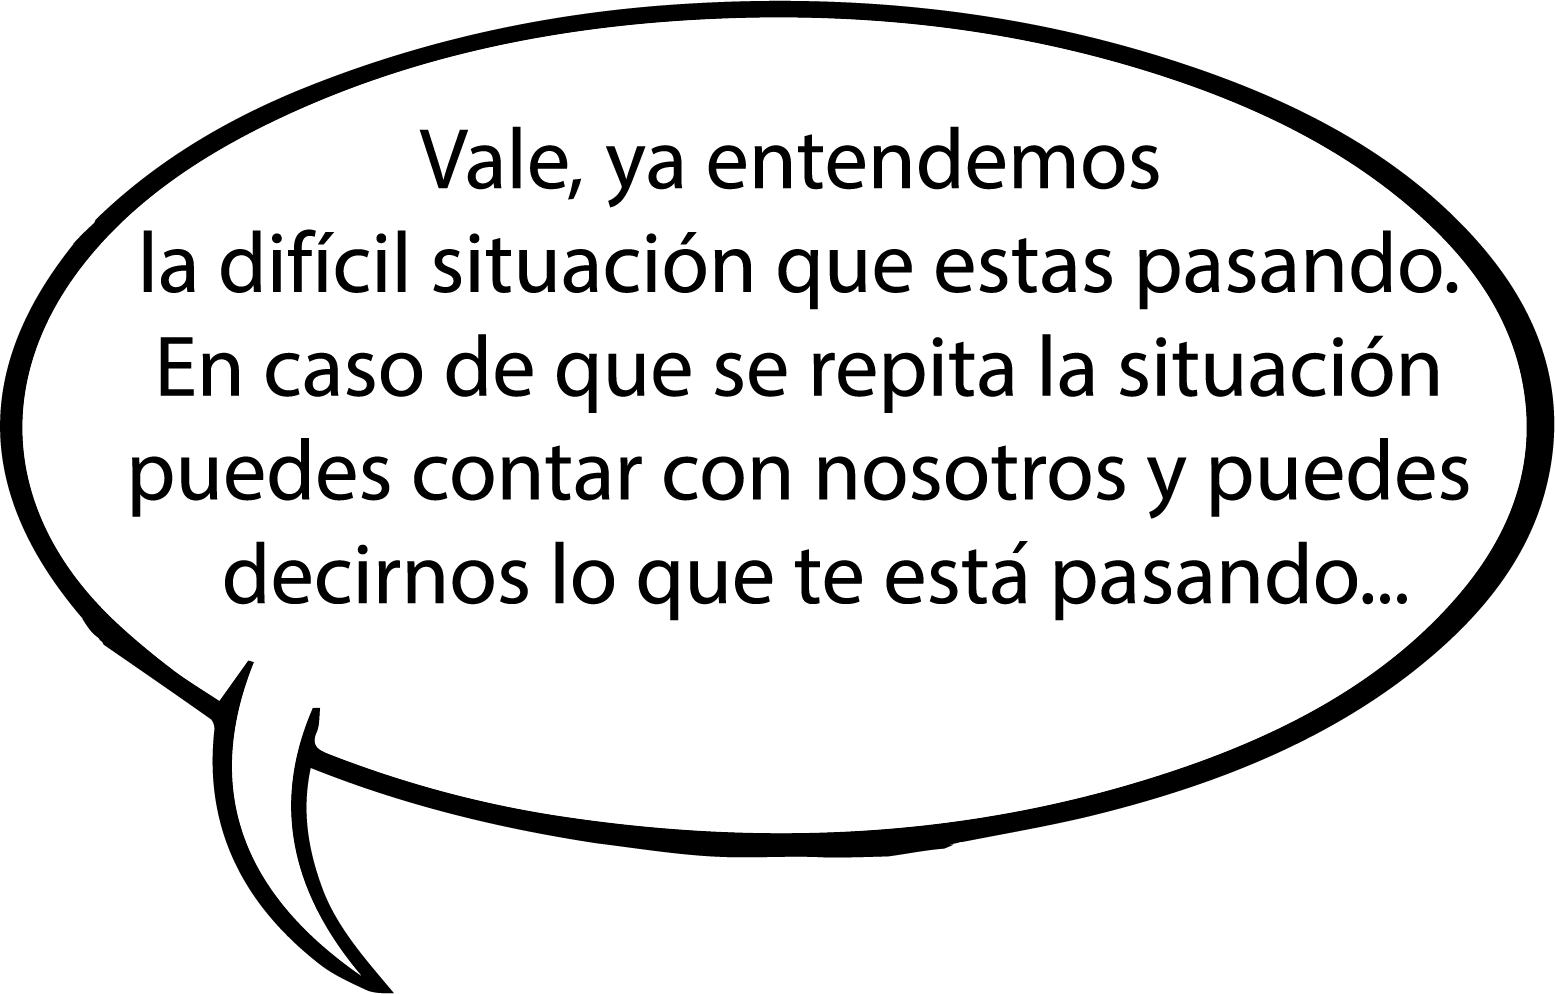 Vale, ya entendemos
la difícil situación que estas pasando.
En caso de que se repita la situación
puedes contar con nosotros y puedes
decirnos lo que te está pasando...